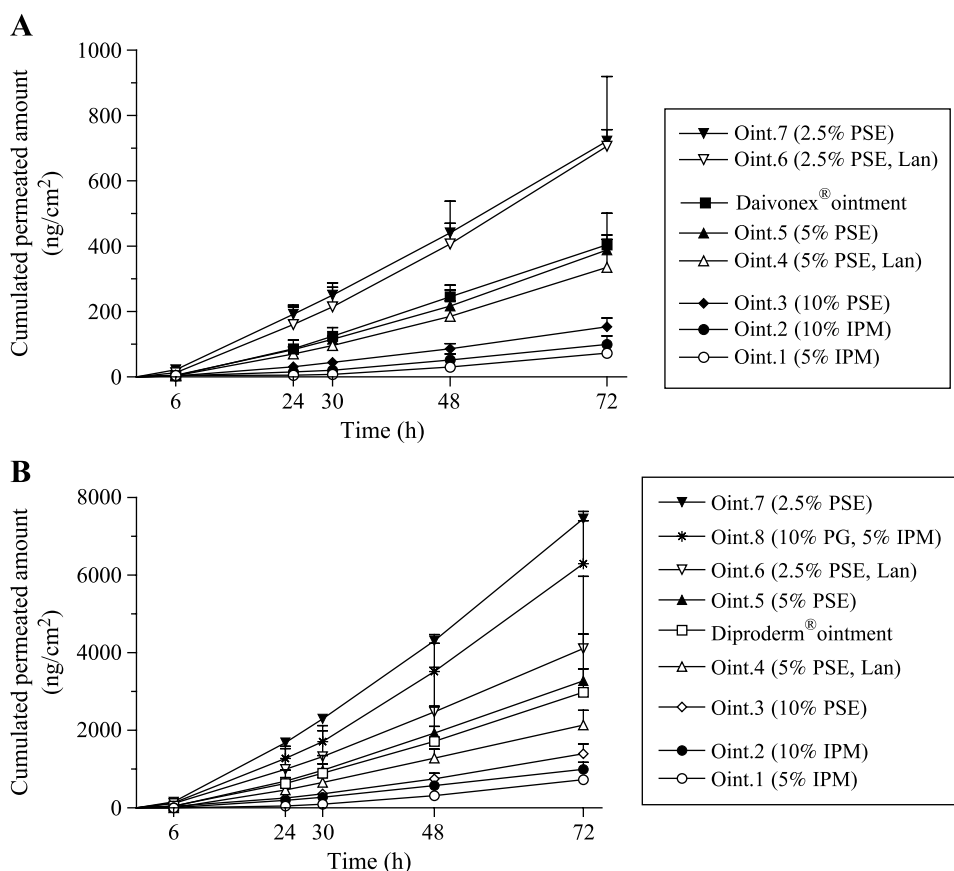 A
1000
800
600
400
200
0
Cumulated permeated amount
(ng/cm²)
6
24
30
48
72
Time (h)
Oint.7 (2.5% PSE)
Oint.6 (2.5% PSE, Lan)
Daivonex®ointment
Oint.5 (5% PSE)
Oint.4 (5% PSE, Lan)
Oint.3 (10% PSE)
Oint.2 (10% IPM)
Oint.1 (5% IPM)
B
8000
6000
4000
2000
0
Cumulated permeated amount
(ng/cm²)
6
24
30
48
72
Time (h)
Oint.7 (2.5% PSE)
Oint.8 (10% PG, 5% IPM)
Oint.6 (2.5% PSE, Lan)
Oint.5 (5% PSE)
Diproderm®ointment
Oint.4 (5% PSE, Lan)
Oint.3 (10% PSE)
Oint.2 (10% IPM)
Oint.1 (5% IPM)